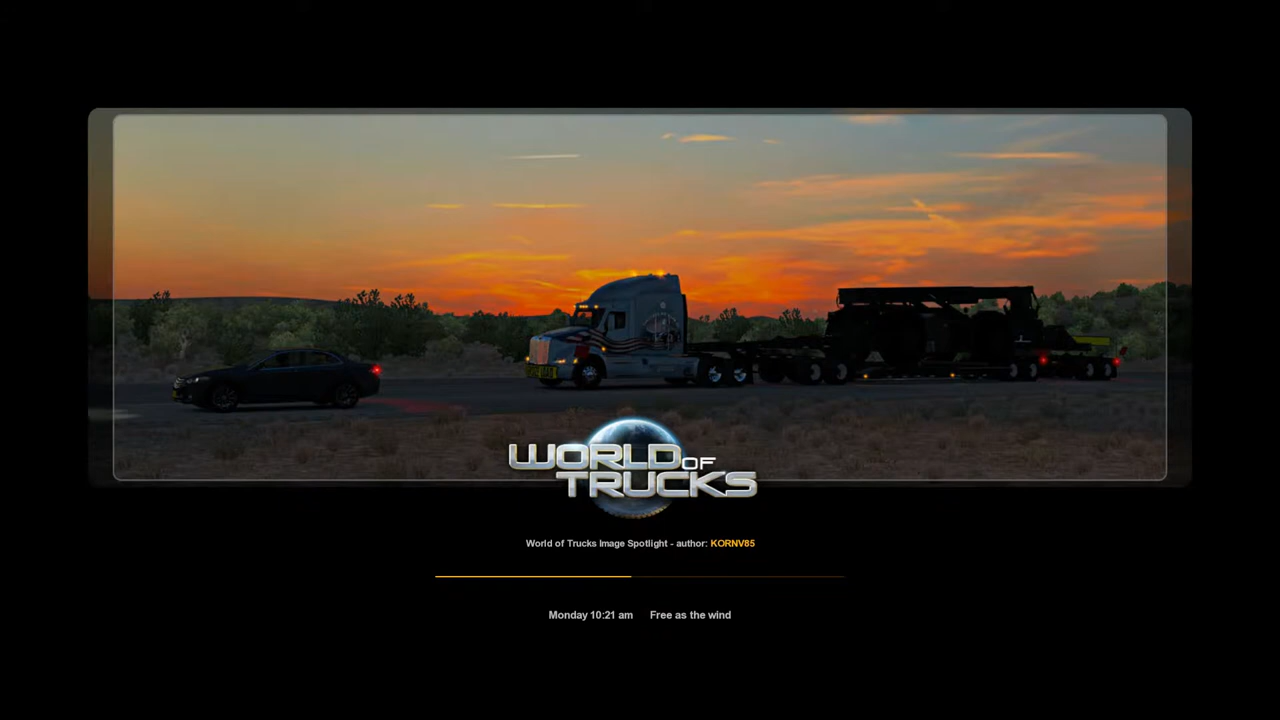 WORLD OF
TRUCKS
World of Trucks Image Spotlight - author: KORNV85
Monday 10:21 am Free as the wind